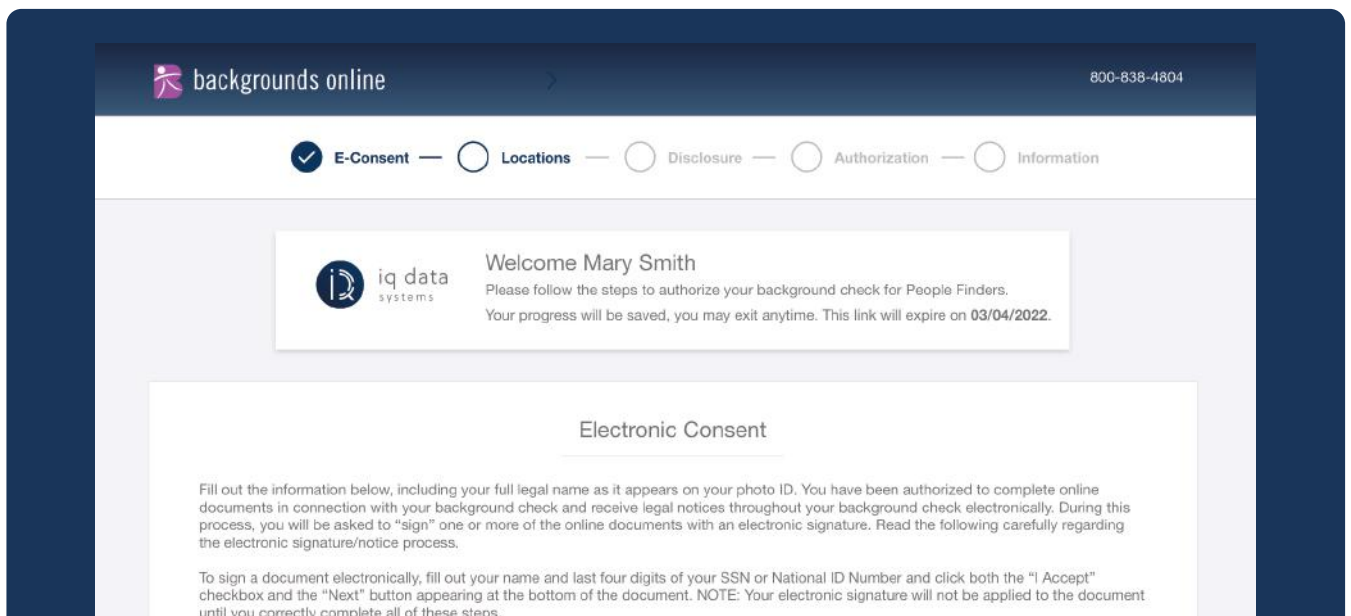 backgrounds online
800-838-4804
E-Consent
Locations
Disclosure
Authorization
Information
iq data
systems
Welcome Mary Smith
Please follow the steps to authorize your background check for People Finders.
Your progress will be saved, you may exit anytime. This link will expire on 03/04/2022.
Electronic Consent
Fill out the information below, including your full legal name as it appears on your photo ID. You have been authorized to complete online
documents in connection with your background check and receive legal notices throughout your background check electronically. During this
process, you will be asked to “sign” one or more of the online documents with an electronic signature. Read the following carefully regarding
the electronic signature/notice process.
To sign a document electronically, fill out your name and last four digits of your SSN or National ID Number and click both the “I Accept”
checkbox and the “Next” button appearing at the bottom of the document. NOTE: Your electronic signature will not be applied to the document
until you correctly complete all of these steps.